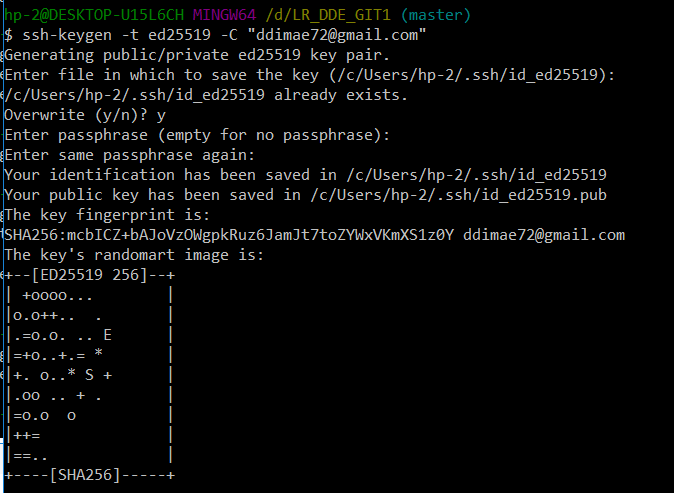 hp-2@DESKTOP-U15L6CH MINGW64 /d/LR_DDE_GIT1 (master)
$ ssh-keygen -t ed25519 -C "ddimae72@gmail.com"
Generating public/private ed25519 key pair.
Enter file in which to save the key (/c/Users/hp-2/.ssh/id_ed25519):
/c/Users/hp-2/.ssh/id_ed25519 already exists.
Overwrite (y/n)? y
Enter passphrase (empty for no passphrase):
Enter same passphrase again:
Your identification has been saved in /c/Users/hp-2/.ssh/id_ed25519
Your public key has been saved in /c/Users/hp-2/.ssh/id_ed25519.pub
The key fingerprint is:
SHA256:mcbICZ+bAJoVzOWgpkRuz6JamJt7toZYWxVKmXS1z0Y ddimae72@gmail.com
The key's randomart image is:
+--[ED25519 256]--+
| +oooo...        |
|o.o++..  .       |
|.=o.o. .. E      |
|=+o..+.= *       |
|+. o..* S +      |
|.oo .. + .       |
|=o.o  o          |
|++=              |
|==..             |
+----[SHA256]-----+